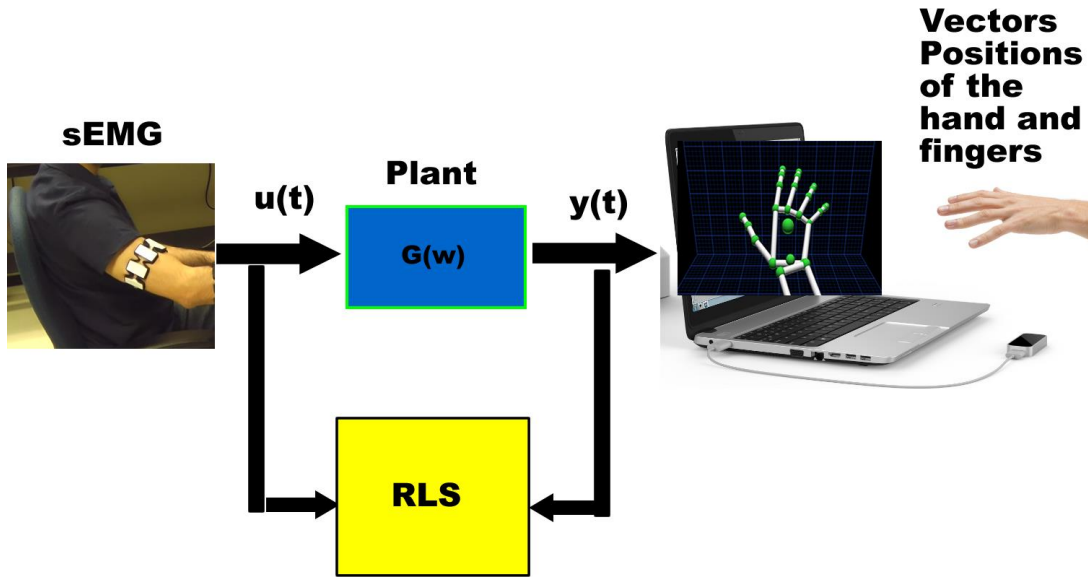 Vectors
Positions
of the
hand and
fingers
sEMG
Plant
u(t)
y(t)
G(w)
RLS